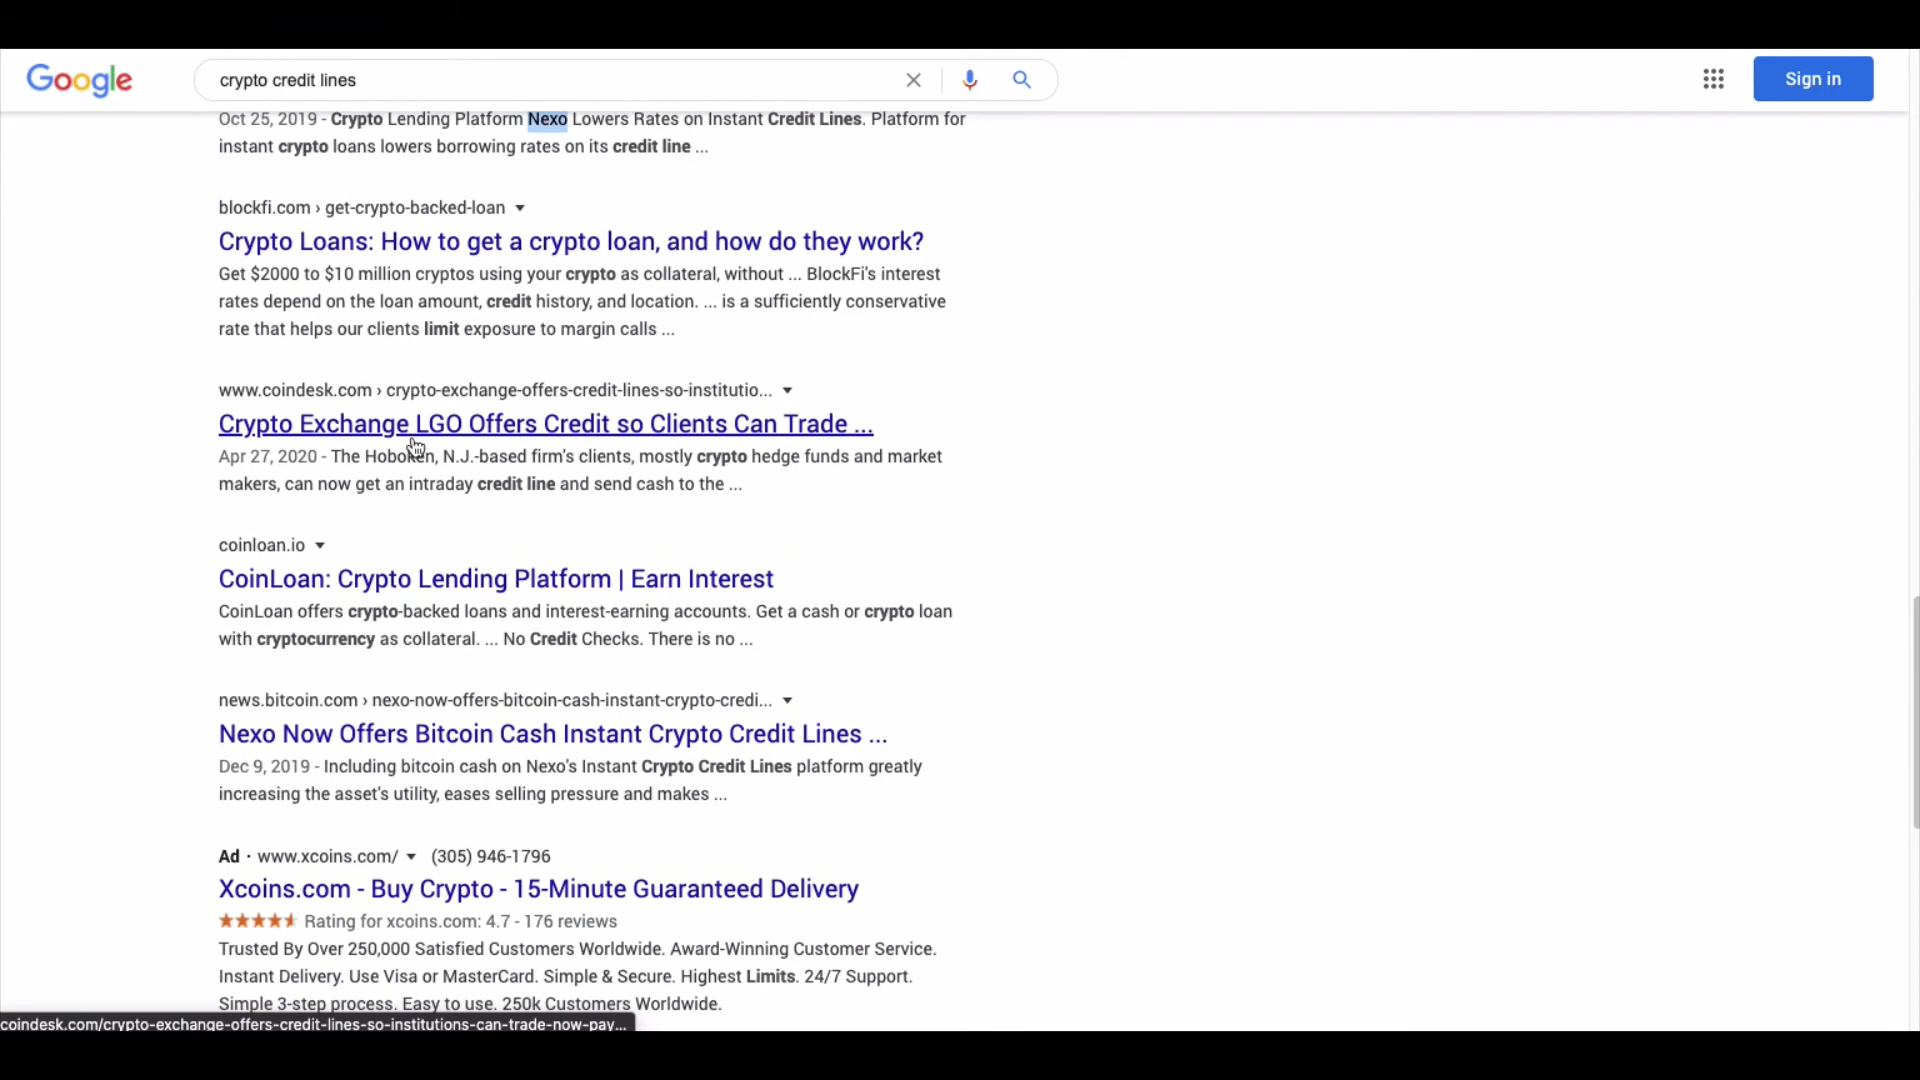 Google
crypto credit lines
Sign in
Oct 25, 2019 - Crypto Lending Platform Nexo Lowers Rates on Instant Credit Lines. Platform for
instant crypto loans lowers borrowing rates on its credit line ...
blockfi.com › get-crypto-backed-loan
Crypto Loans: How to get a crypto loan, and how do they work?
Get $2000 to $10 million cryptos using your crypto as collateral, without ... BlockFi's interest
rates depend on the loan amount, credit history, and location. ... is a sufficiently conservative
rate that helps our clients limit exposure to margin calls ...
www.coindesk.com › crypto-exchange-offers-credit-lines-so-institutio...
Crypto Exchange LGO Offers Credit so Clients Can Trade ...
Apr 27, 2020 - The Hoboken, N.J.-based firm's clients, mostly crypto hedge funds and market
makers, can now get an intraday credit line and send cash to the ...
coinloan.io
CoinLoan: Crypto Lending Platform | Earn Interest
CoinLoan offers crypto-backed loans and interest-earning accounts. Get a cash or crypto loan
with cryptocurrency as collateral. ... No Credit Checks. There is no ...
news.bitcoin.com › nexo-now-offers-bitcoin-cash-instant-crypto-credi...
Nexo Now Offers Bitcoin Cash Instant Crypto Credit Lines ...
Dec 9, 2019 - Including bitcoin cash on Nexo's Instant Crypto Credit Lines platform greatly
increasing the asset's utility, eases selling pressure and makes ...
Ad · www.xcoins.com/ (305) 946-1796
Xcoins.com - Buy Crypto - 15-Minute Guaranteed Delivery
Rating for xcoins.com: 4.7 - 176 reviews
Trusted By Over 250,000 Satisfied Customers Worldwide. Award-Winning Customer Service.
Instant Delivery. Use Visa or MasterCard. Simple & Secure. Highest Limits. 24/7 Support.
Simple 3-step process. Easy to use. 250k Customers Worldwide.
coindesk.com/crypto-exchange-offers-credit-lines-so-institutions-can-trade-now-pay...